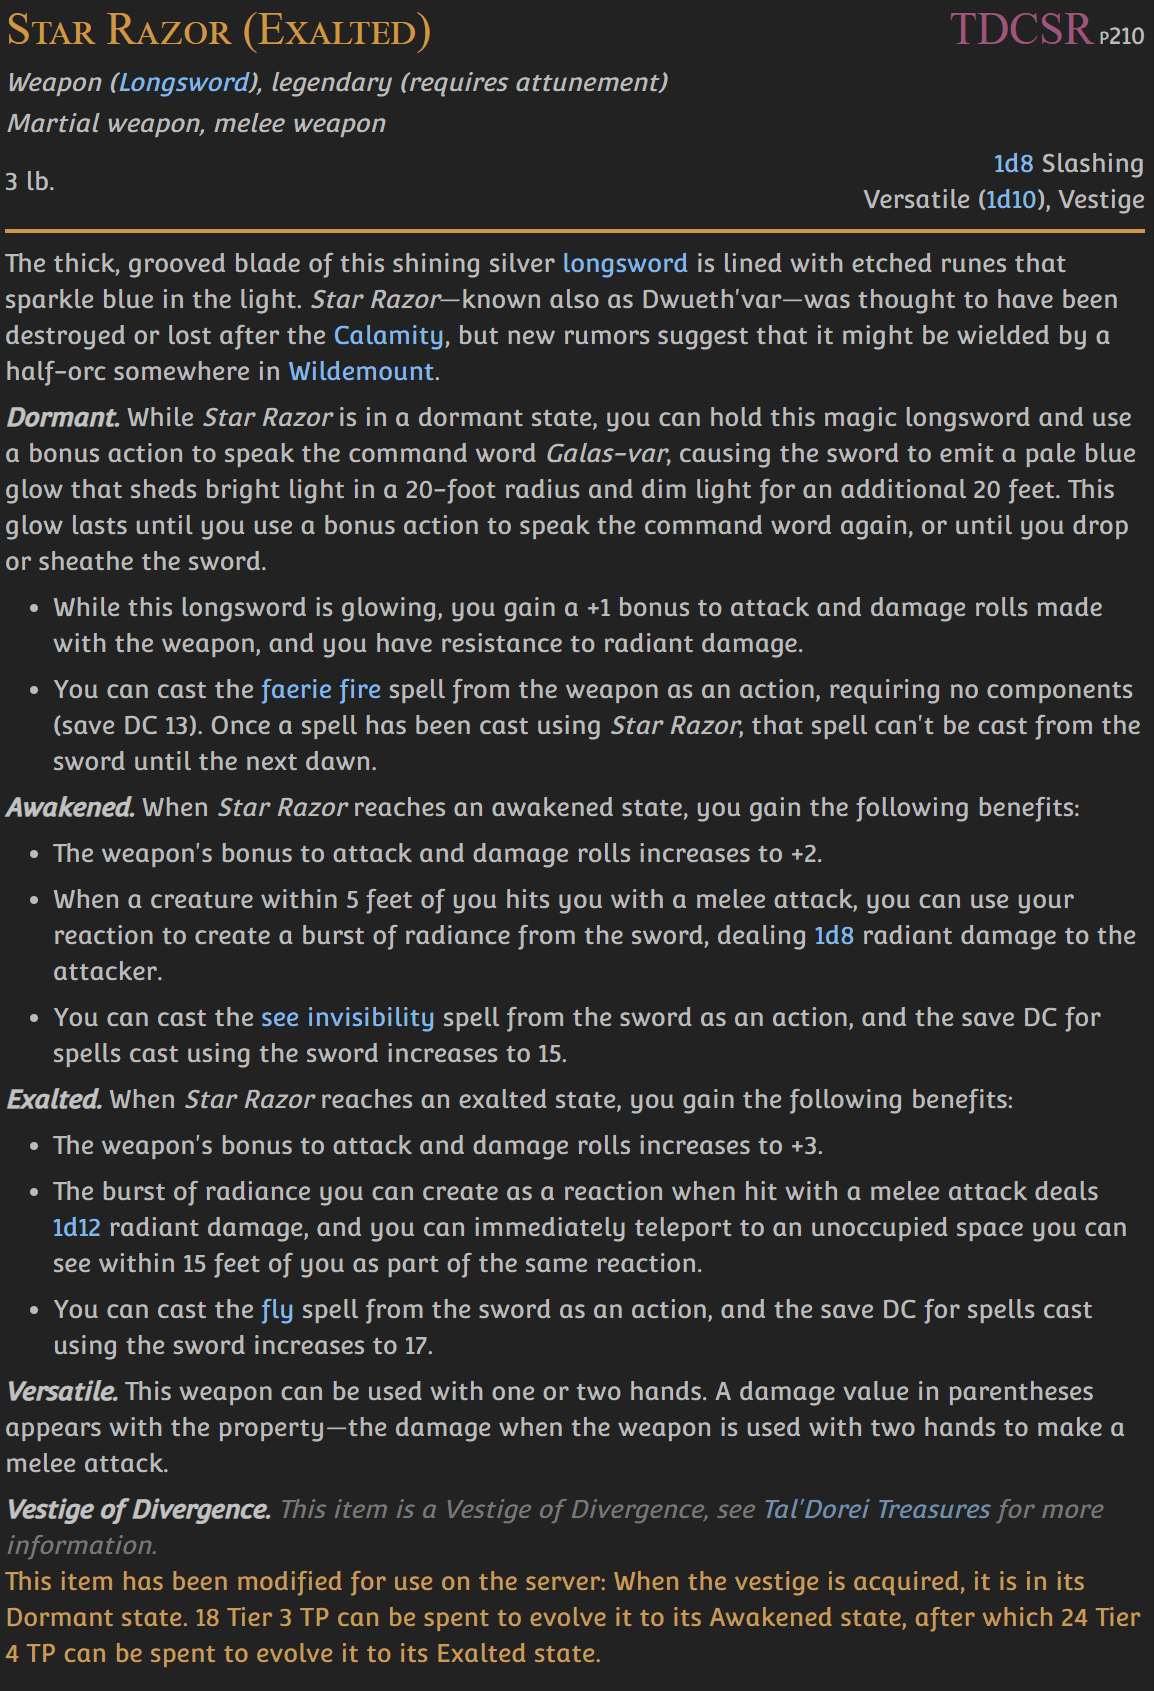 Star Razor (Exalted) TDCSR P210
Weapon (Longsword), legendary (requires attunement)
Martial weapon, melee weapon
3 lb.
1d8 Slashing
Versatile (1d10), Vestige
The thick, grooved blade of this shining silver longsword is lined with etched runes that
sparkle blue in the light. Star Razor—known also as Dwueth'var—was thought to have been
destroyed or lost after the Calamity, but new rumors suggest that it might be wielded by a
half-orc somewhere in Wildemount.
Dormant. While Star Razor is in a dormant state, you can hold this magic longsword and use
a bonus action to speak the command word Galas-var, causing the sword to emit a pale blue
glow that sheds bright light in a 20-foot radius and dim light for an additional 20 feet. This
glow lasts until you use a bonus action to speak the command word again, or until you drop
or sheathe the sword.
• While this longsword is glowing, you gain a +1 bonus to attack and damage rolls made
with the weapon, and you have resistance to radiant damage.
• You can cast the faerie fire spell from the weapon as an action, requiring no components
(save DC 13). Once a spell has been cast using Star Razor, that spell can't be cast from the
sword until the next dawn.
Awakened. When Star Razor reaches an awakened state, you gain the following benefits:
• The weapon's bonus to attack and damage rolls increases to +2.
• When a creature within 5 feet of you hits you with a melee attack, you can use your
reaction to create a burst of radiance from the sword, dealing 1d8 radiant damage to the
attacker.
• You can cast the see invisibility spell from the sword as an action, and the save DC for
spells cast using the sword increases to 15.
Exalted. When Star Razor reaches an exalted state, you gain the following benefits:
• The weapon's bonus to attack and damage rolls increases to +3.
• The burst of radiance you can create as a reaction when hit with a melee attack deals
1d12 radiant damage, and you can immediately teleport to an unoccupied space you can
see within 15 feet of you as part of the same reaction.
• You can cast the fly spell from the sword as an action, and the save DC for spells cast
using the sword increases to 17.
Versatile. This weapon can be used with one or two hands. A damage value in parentheses
appears with the property—the damage when the weapon is used with two hands to make a
melee attack.
Vestige of Divergence. This item is a Vestige of Divergence, see Tal'Dorei Treasures for more
information.
This item has been modified for use on the server: When the vestige is acquired, it is in its
Dormant state. 18 Tier 3 TP can be spent to evolve it to its Awakened state, after which 24 Tier
4 TP can be spent to evolve it to its Exalted state.